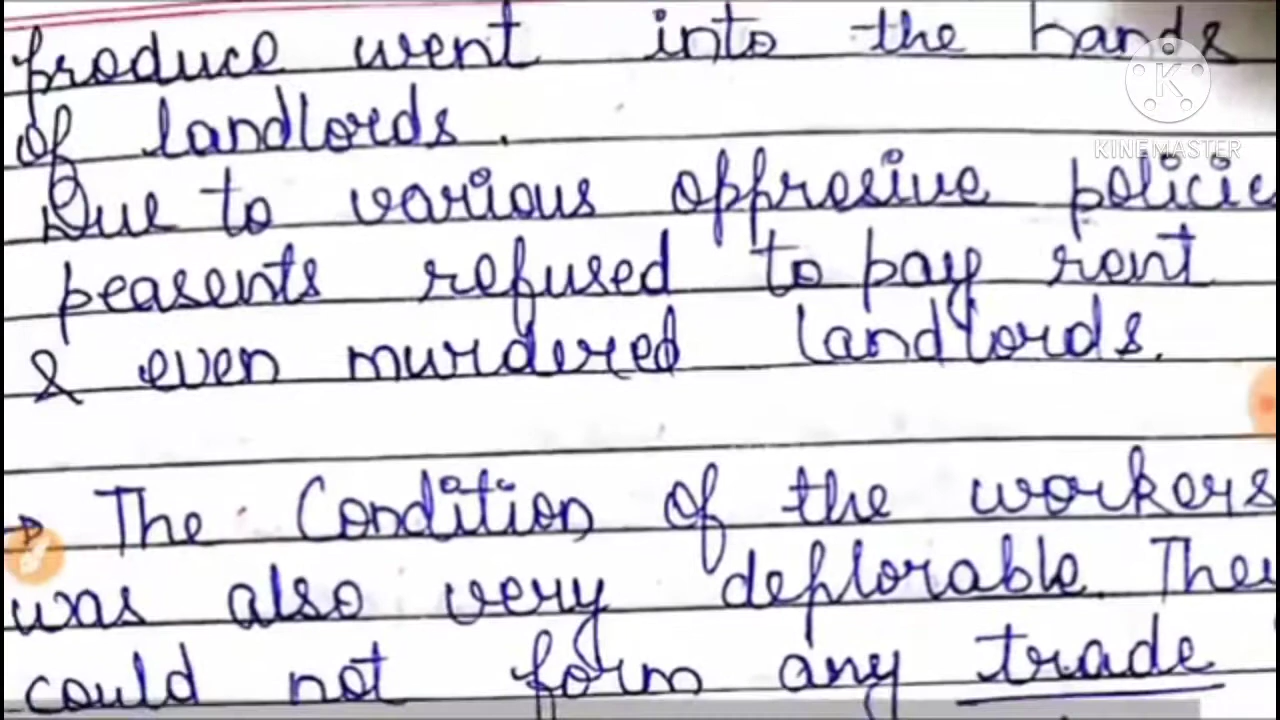 produce went into the hands
of landlords.
Due to various oppresive policie
peasents refused to pay rent
& even murdered landlords.
The Condition of the workers
was also very deplorable. They
could not form any trade
K
KINEMASTER